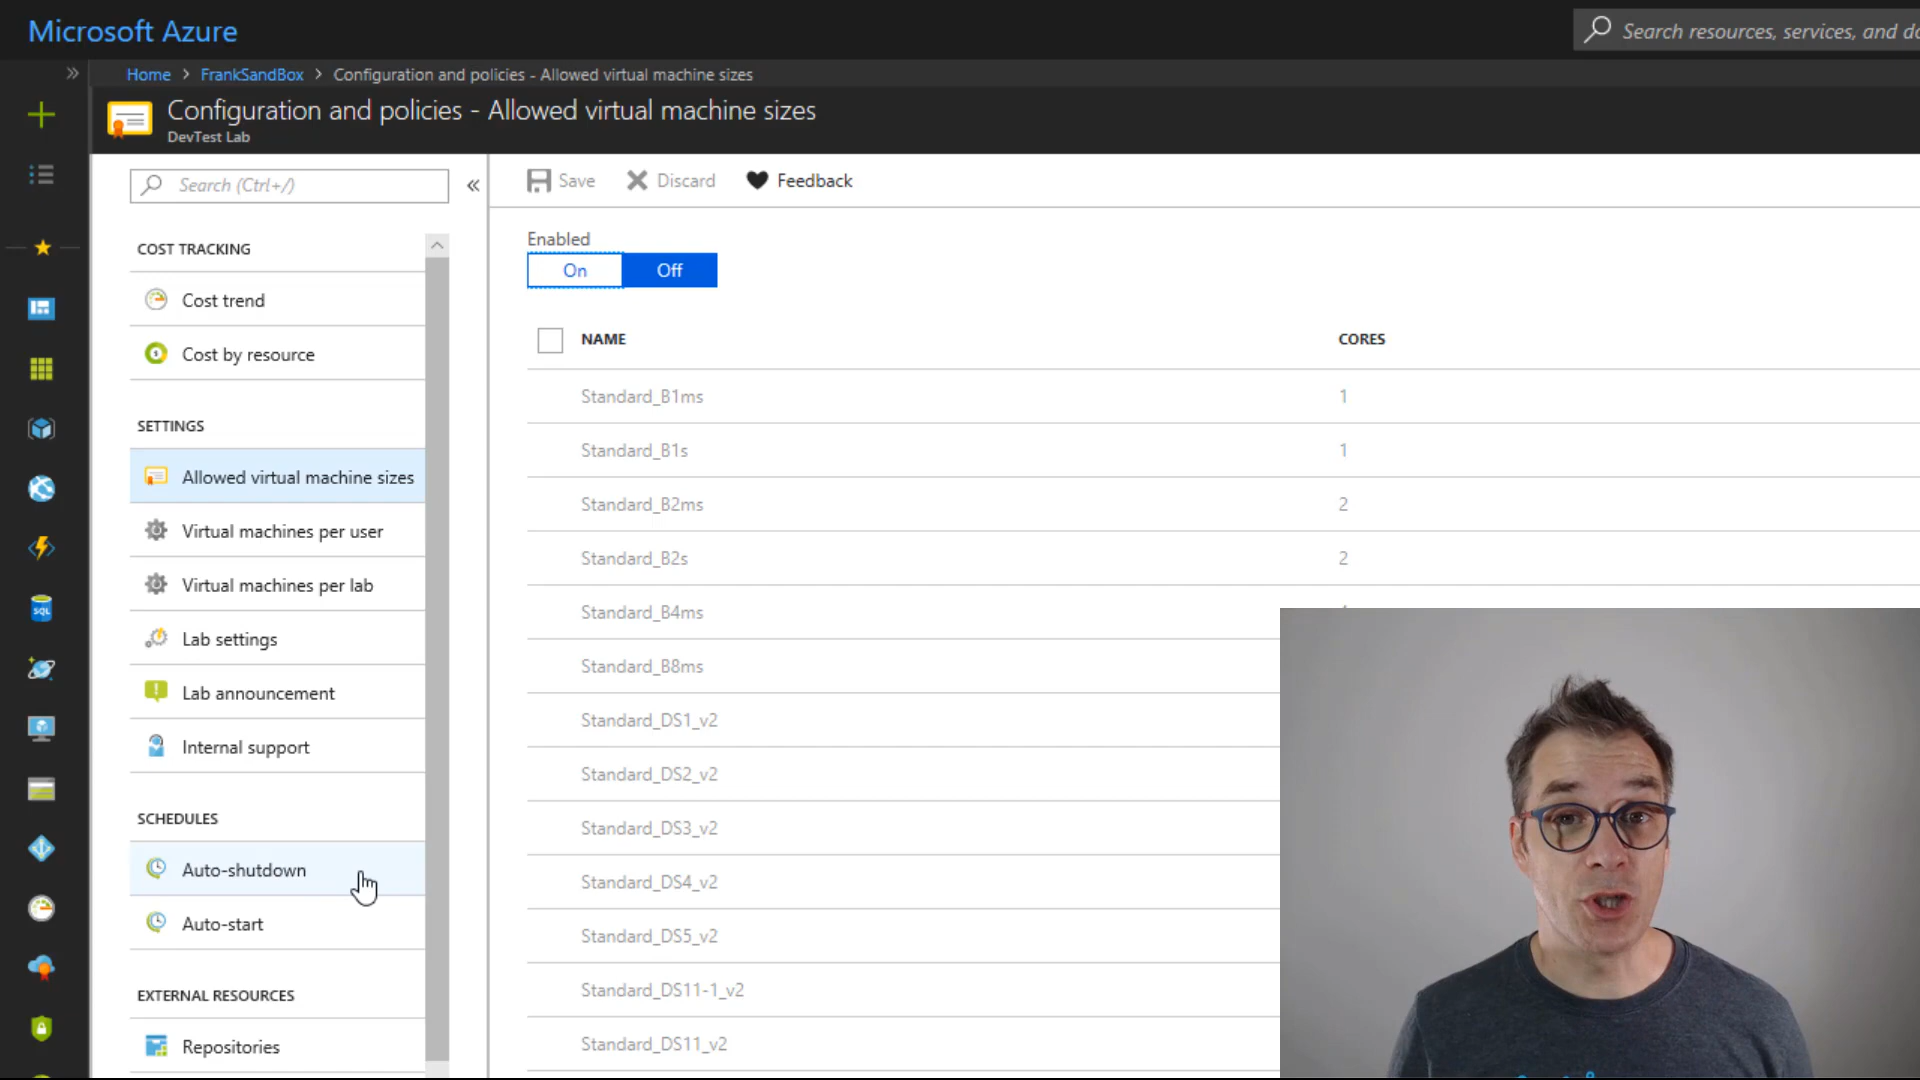 Microsoft Azure
Search resources, services, and do
Home > FrankSandBox > Configuration and policies - Allowed virtual machine sizes
Configuration and policies - Allowed virtual machine sizes
DevTest Lab
Search (Ctrl+/)
Save
Discard
Feedback
COST TRACKING
Cost trend
Cost by resource
SETTINGS
Allowed virtual machine sizes
Virtual machines per user
Virtual machines per lab
Lab settings
Lab announcement
Internal support
SCHEDULES
Auto-shutdown
Auto-start
EXTERNAL RESOURCES
Repositories
Enabled
On Off
NAME CORES
Standard_B1ms 1
Standard_B1s 1
Standard_B2ms 2
Standard_B2s 2
Standard_B4ms
Standard_B8ms
Standard_DS1_v2
Standard_DS2_v2
Standard_DS3_v2
Standard_DS4_v2
Standard_DS5_v2
Standard_DS11-1_v2
Standard_DS11_v2
SQL